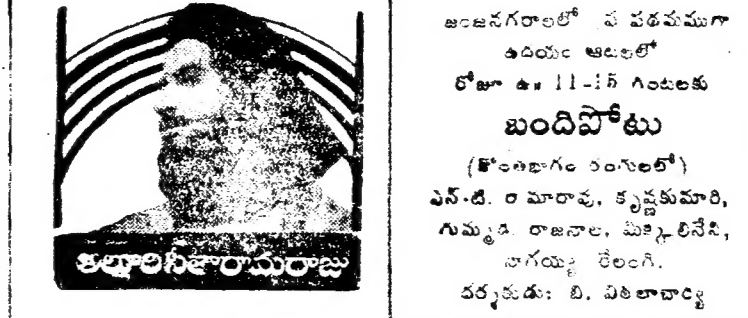 అల్లూరి సీతారామరాజు
జంటనగరాలలో ప్రపథమముగా
ఉదయం ఆటలలో
రోజూ ఉ॥ 11-15 గంటలకు
బందిపోటు
(కొంతభాగం రంగులలో)
ఎన్.టి. రామారావు, కృష్ణకుమారి,
గుమ్మడి, రాజనాల, మిక్కిలినేని,
నాగయ్య, రేలంగి.
దర్శకుడు: బి. విఠలాచార్య